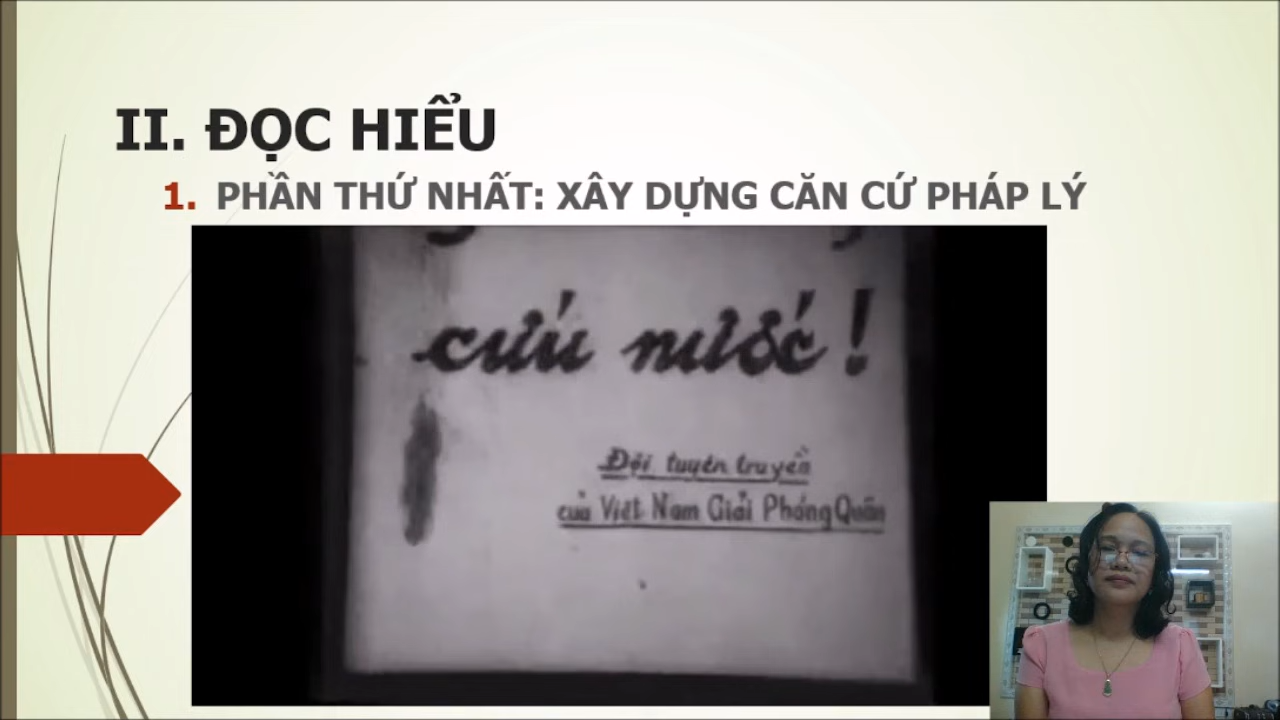 II. ĐỌC HIỂU
1. PHẦN THỨ NHẤT: XÂY DỰNG CĂN CỨ PHÁP LÝ
cứu nước!
Đội tuyên truyền
của Việt Nam Giải Phóng Quân